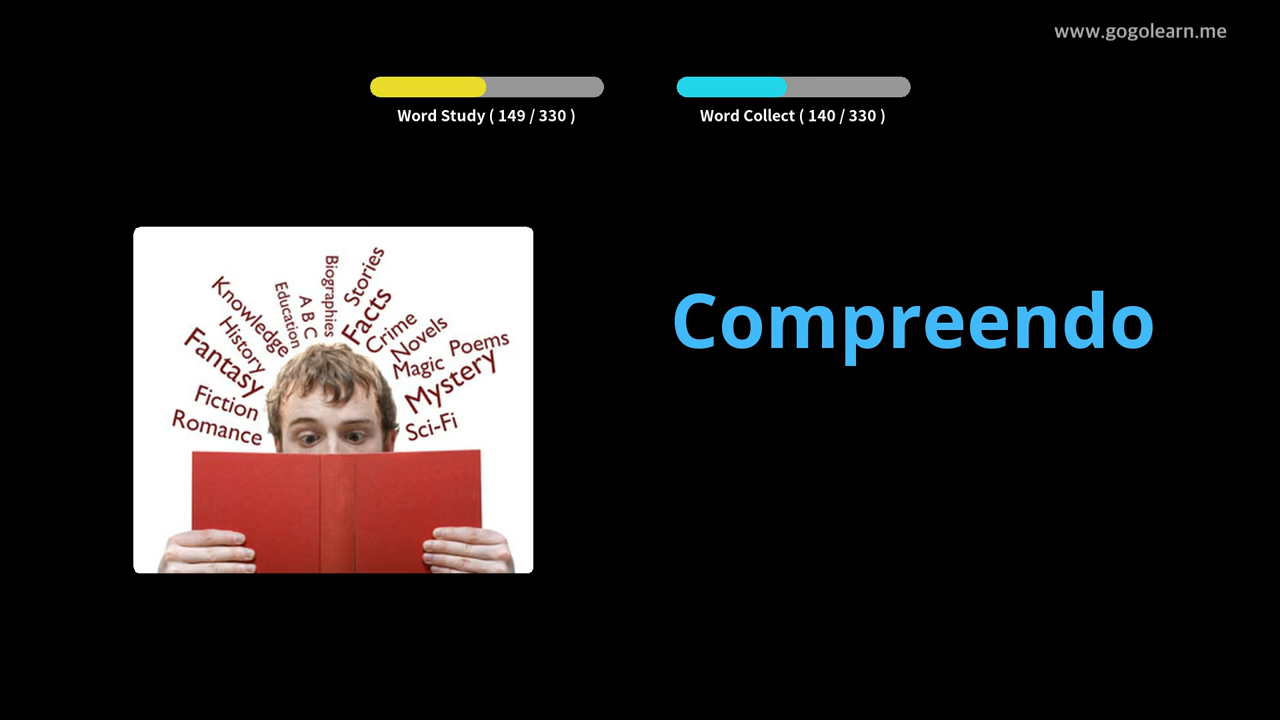 www.gogolearn.me
Word Study ( 149 / 330 )
Word Collect ( 140 / 330 )
Compreendo
Biographies
Stories
Education
A B C
Facts
Knowledge
Crime
History
Novels
Fantasy
Magic
Poems
Mystery
Fiction
Romance
Sci-Fi